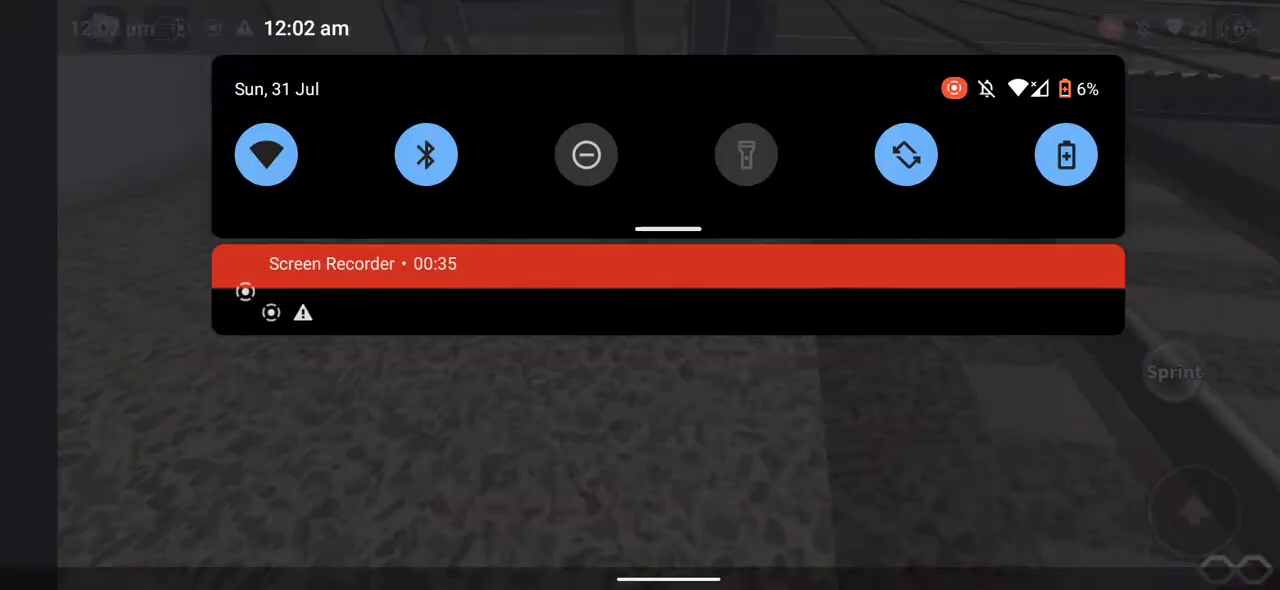 12:02 am
Sun, 31 Jul
6%
Screen Recorder • 00:35
Sprint